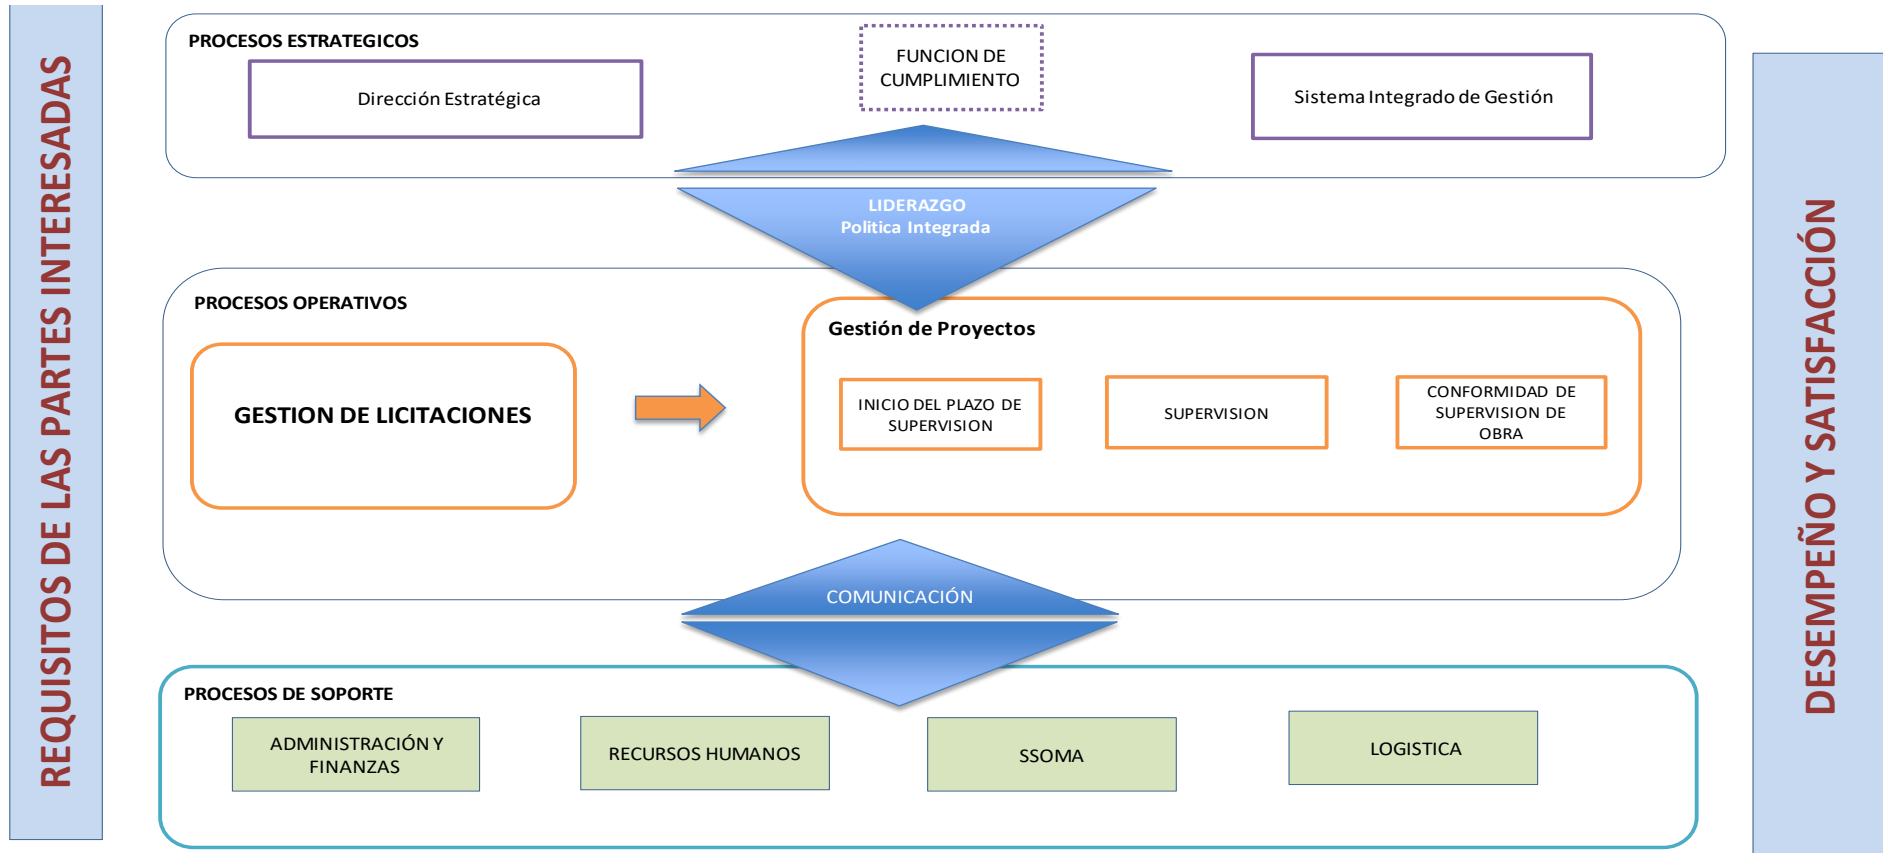 REQUISITOS DE LAS PARTES INTERESADAS
PROCESOS ESTRATEGICOS
Dirección Estratégica
FUNCION DE
CUMPLIMIENTO
Sistema Integrado de Gestión
LIDERAZGO
Politica Integrada
PROCESOS OPERATIVOS
GESTION DE LICITACIONES
Gestión de Proyectos
INICIO DEL PLAZO DE
SUPERVISION
SUPERVISION
CONFORMIDAD DE
SUPERVISION DE
OBRA
COMUNICACIÓN
PROCESOS DE SOPORTE
ADMINISTRACIÓN Y
FINANZAS
RECURSOS HUMANOS
SSOMA
LOGISTICA
DESEMPEÑO Y SATISFACCIÓN